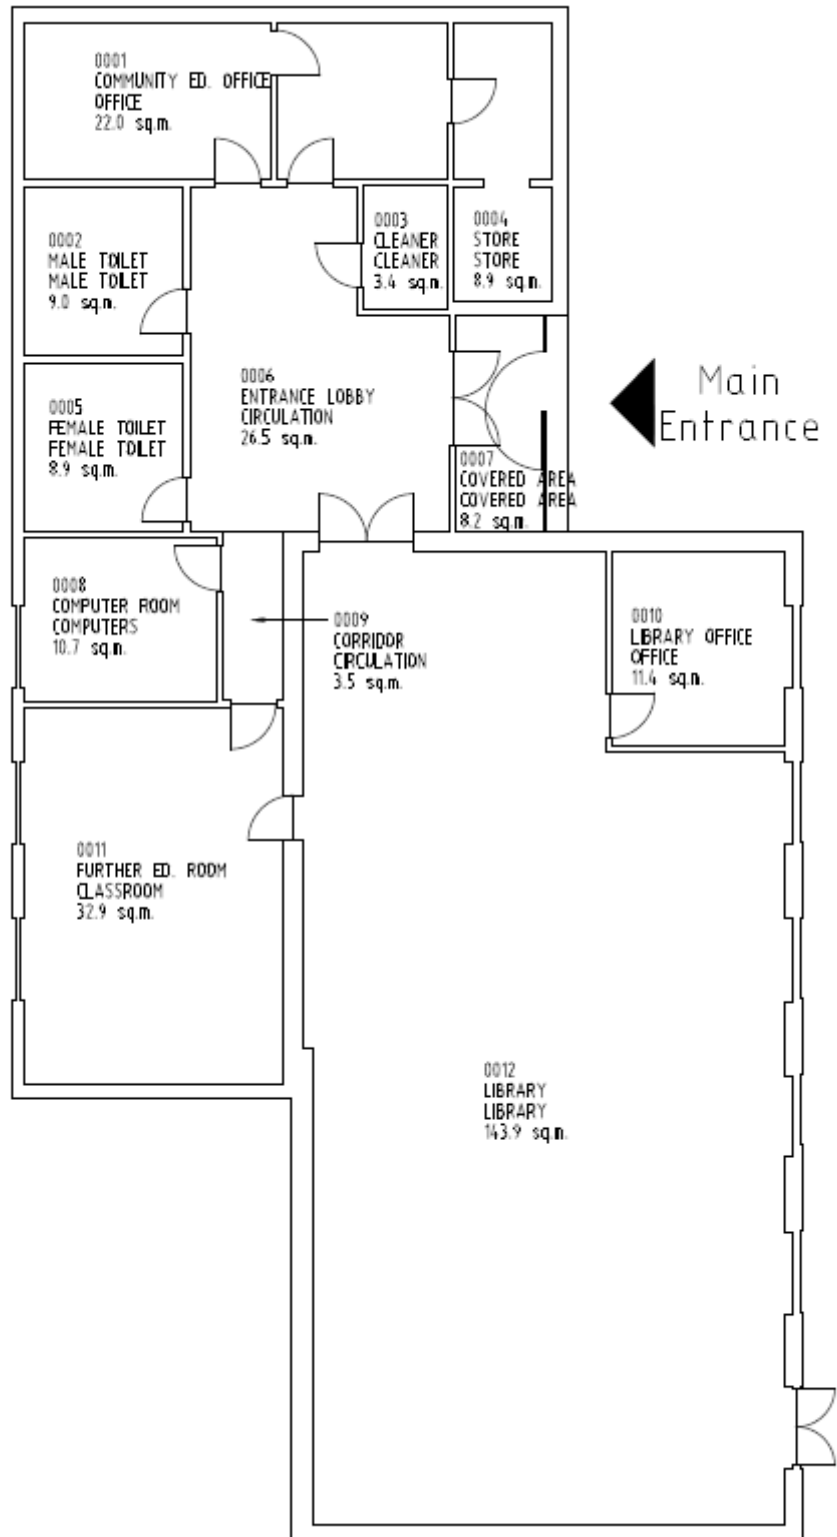 0001
COMMUNITY ED. OFFICE
OFFICE
22.0 sq.m.
0002
MALE TOILET
MALE TOILET
9.0 sq.m.
0003
CLEANER
CLEANER
3.4 sq.m.
0004
STORE
STORE
8.9 sq.m.
0005
FEMALE TOILET
FEMALE TOILET
8.9 sq.m.
0006
ENTRANCE LOBBY
CIRCULATION
26.5 sq.m.
Main
Entrance
0007
COVERED AREA
COVERED AREA
8.2 sq.m.
0008
COMPUTER ROOM
COMPUTERS
10.7 sq.m.
0009
CORRIDOR
CIRCULATION
3.5 sq.m.
0010
LIBRARY OFFICE
OFFICE
11.4 sq.m.
0011
FURTHER ED. ROOM
CLASSROOM
32.9 sq.m.
0012
LIBRARY
LIBRARY
143.9 sq.m.